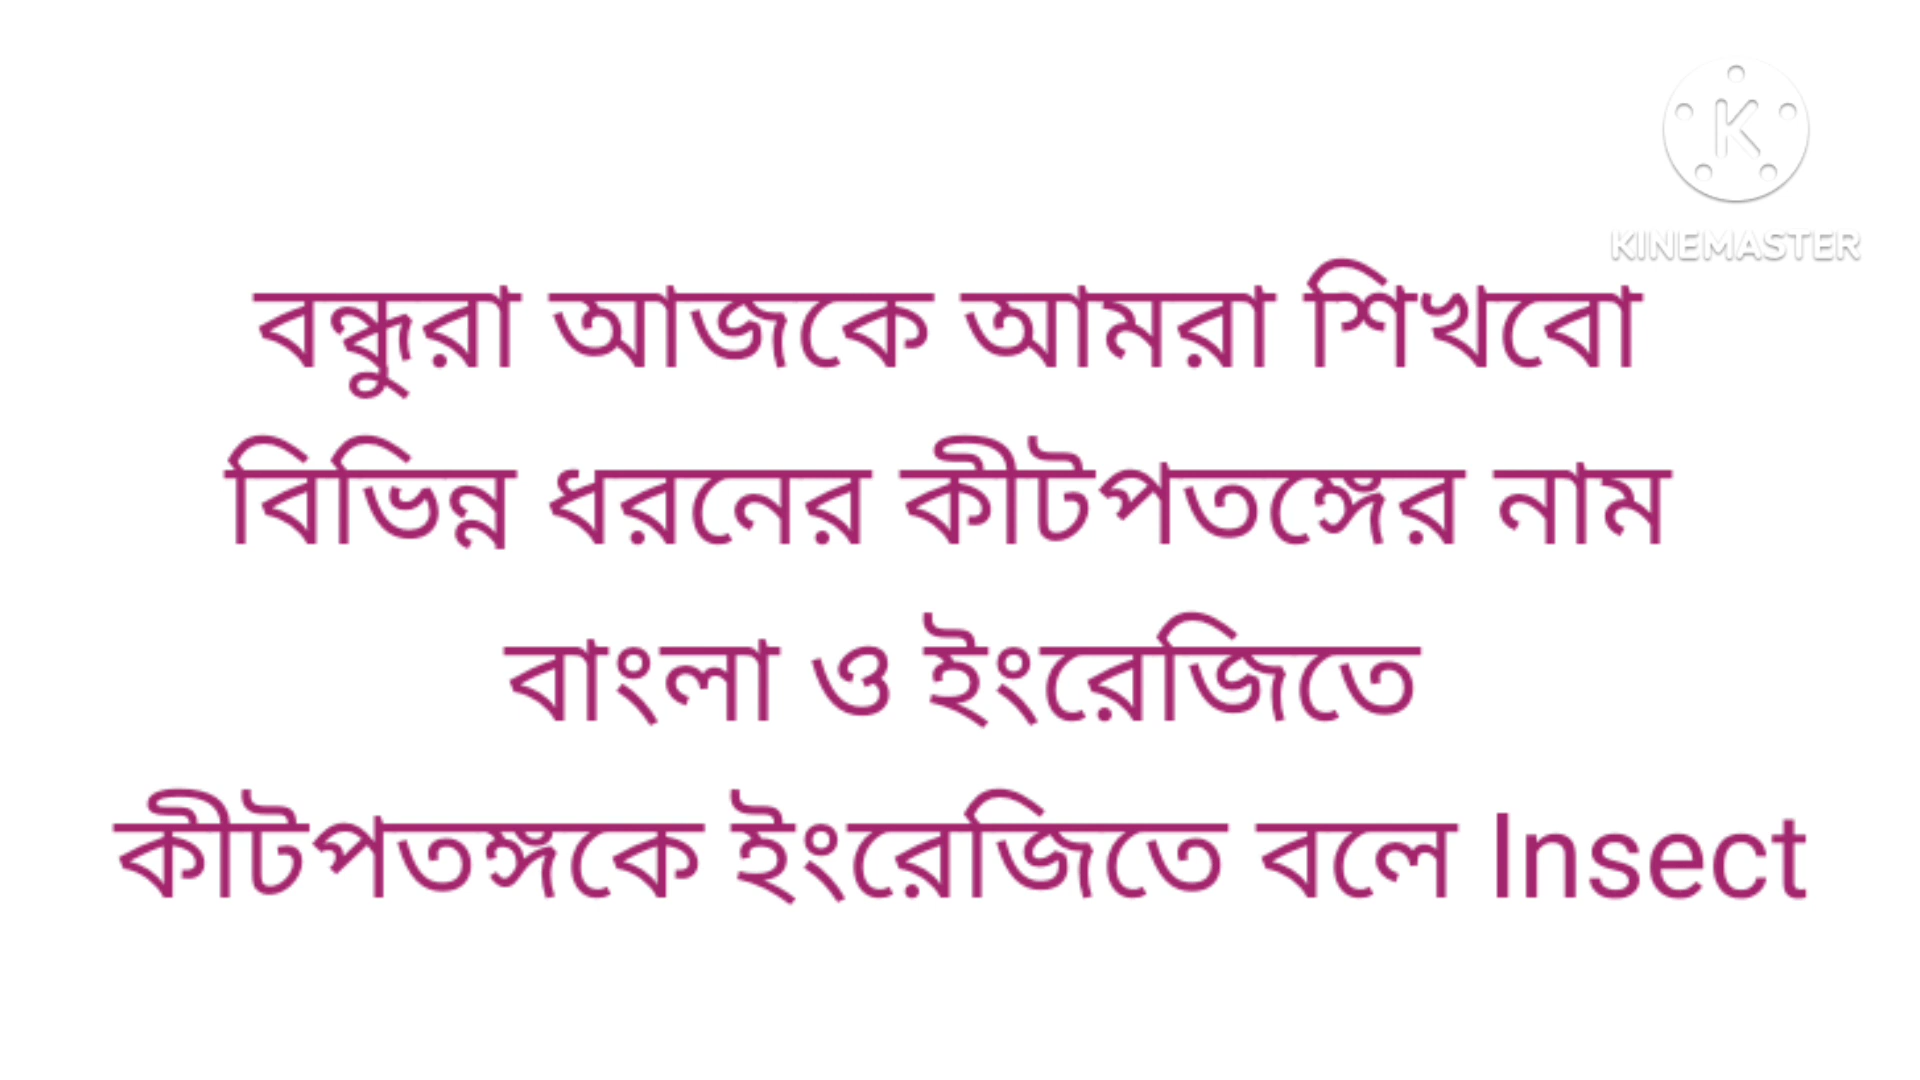 KINEMASTER
বন্ধুরা আজকে আমরা শিখবো
বিভিন্ন ধরনের কীটপতঙ্গের নাম
বাংলা ও ইংরেজিতে
কীটপতঙ্গকে ইংরেজিতে বলে Insect